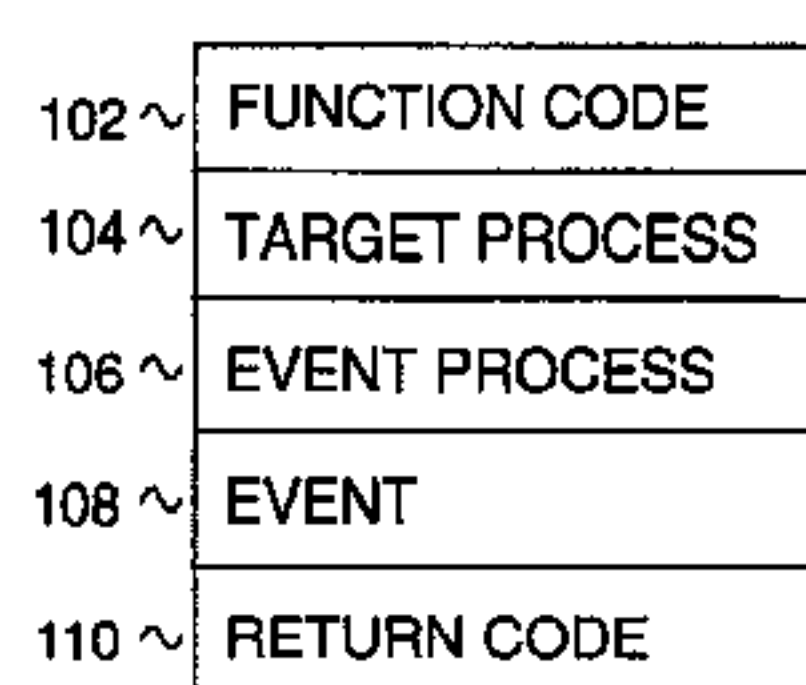 102 ~ FUNCTION CODE
104 ~ TARGET PROCESS
106 ~ EVENT PROCESS
108 ~ EVENT
110 ~ RETURN CODE